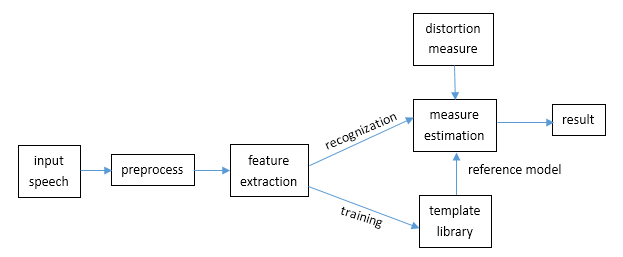 distortion
measure
recognization
measure
estimation
result
input
speech
preprocess
feature
extraction
reference model
training
template
library